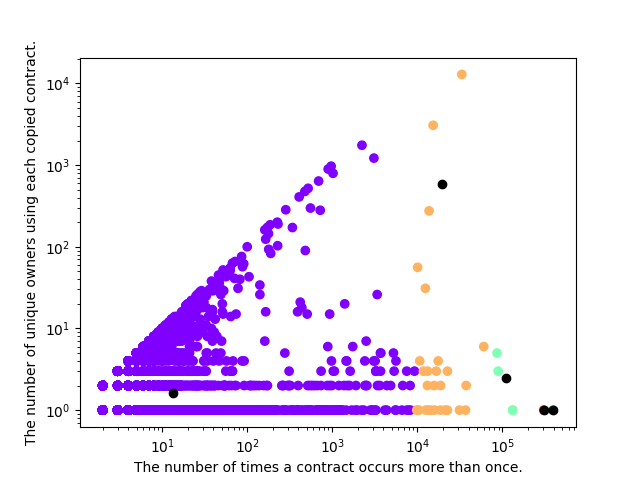 The number of unique owners using each copied contract.
10⁴
10³
10²
10¹
10⁰
10¹ 10² 10³ 10⁴ 10⁵
The number of times a contract occurs more than once.